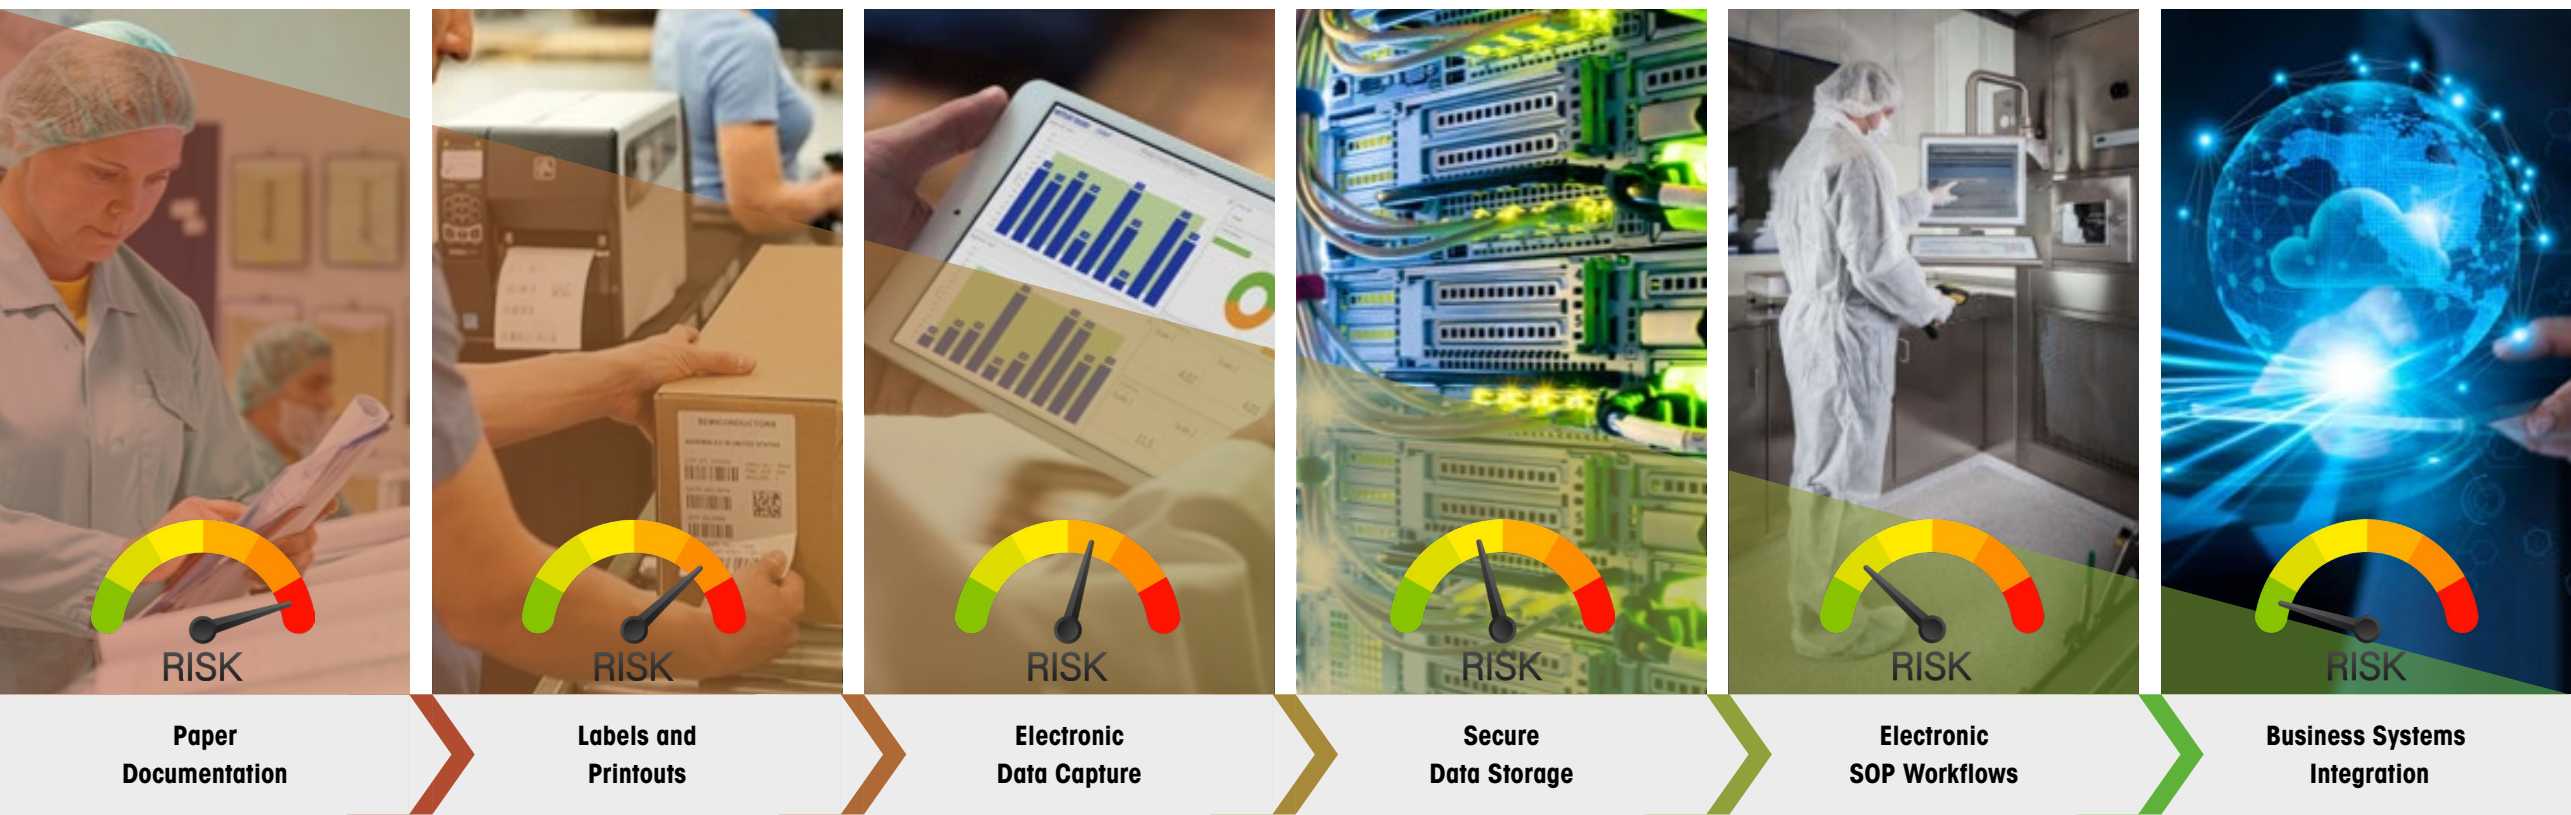 SEMICONDUCTORS
RISK
RISK
RISK
RISK
RISK
RISK
Paper
Documentation
Labels and
Printouts
Electronic
Data Capture
Secure
Data Storage
Electronic
SOP Workflows
Business Systems
Integration